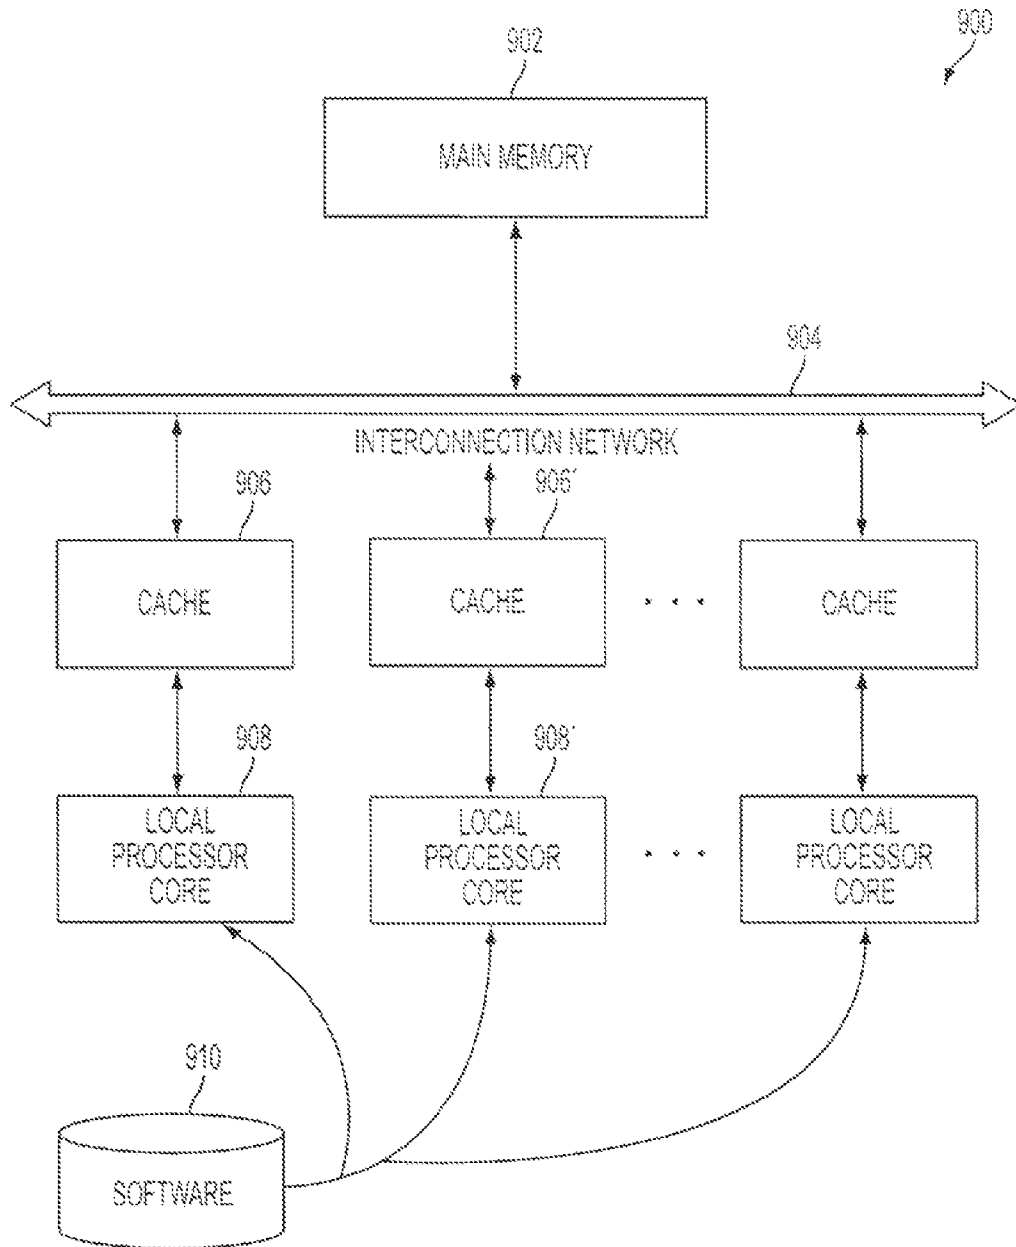 900
902
MAIN MEMORY
904
INTERCONNECTION NETWORK
906
906'
CACHE
CACHE
. . .
CACHE
908
908'
LOCAL PROCESSOR CORE
LOCAL PROCESSOR CORE
. . .
LOCAL PROCESSOR CORE
910
SOFTWARE